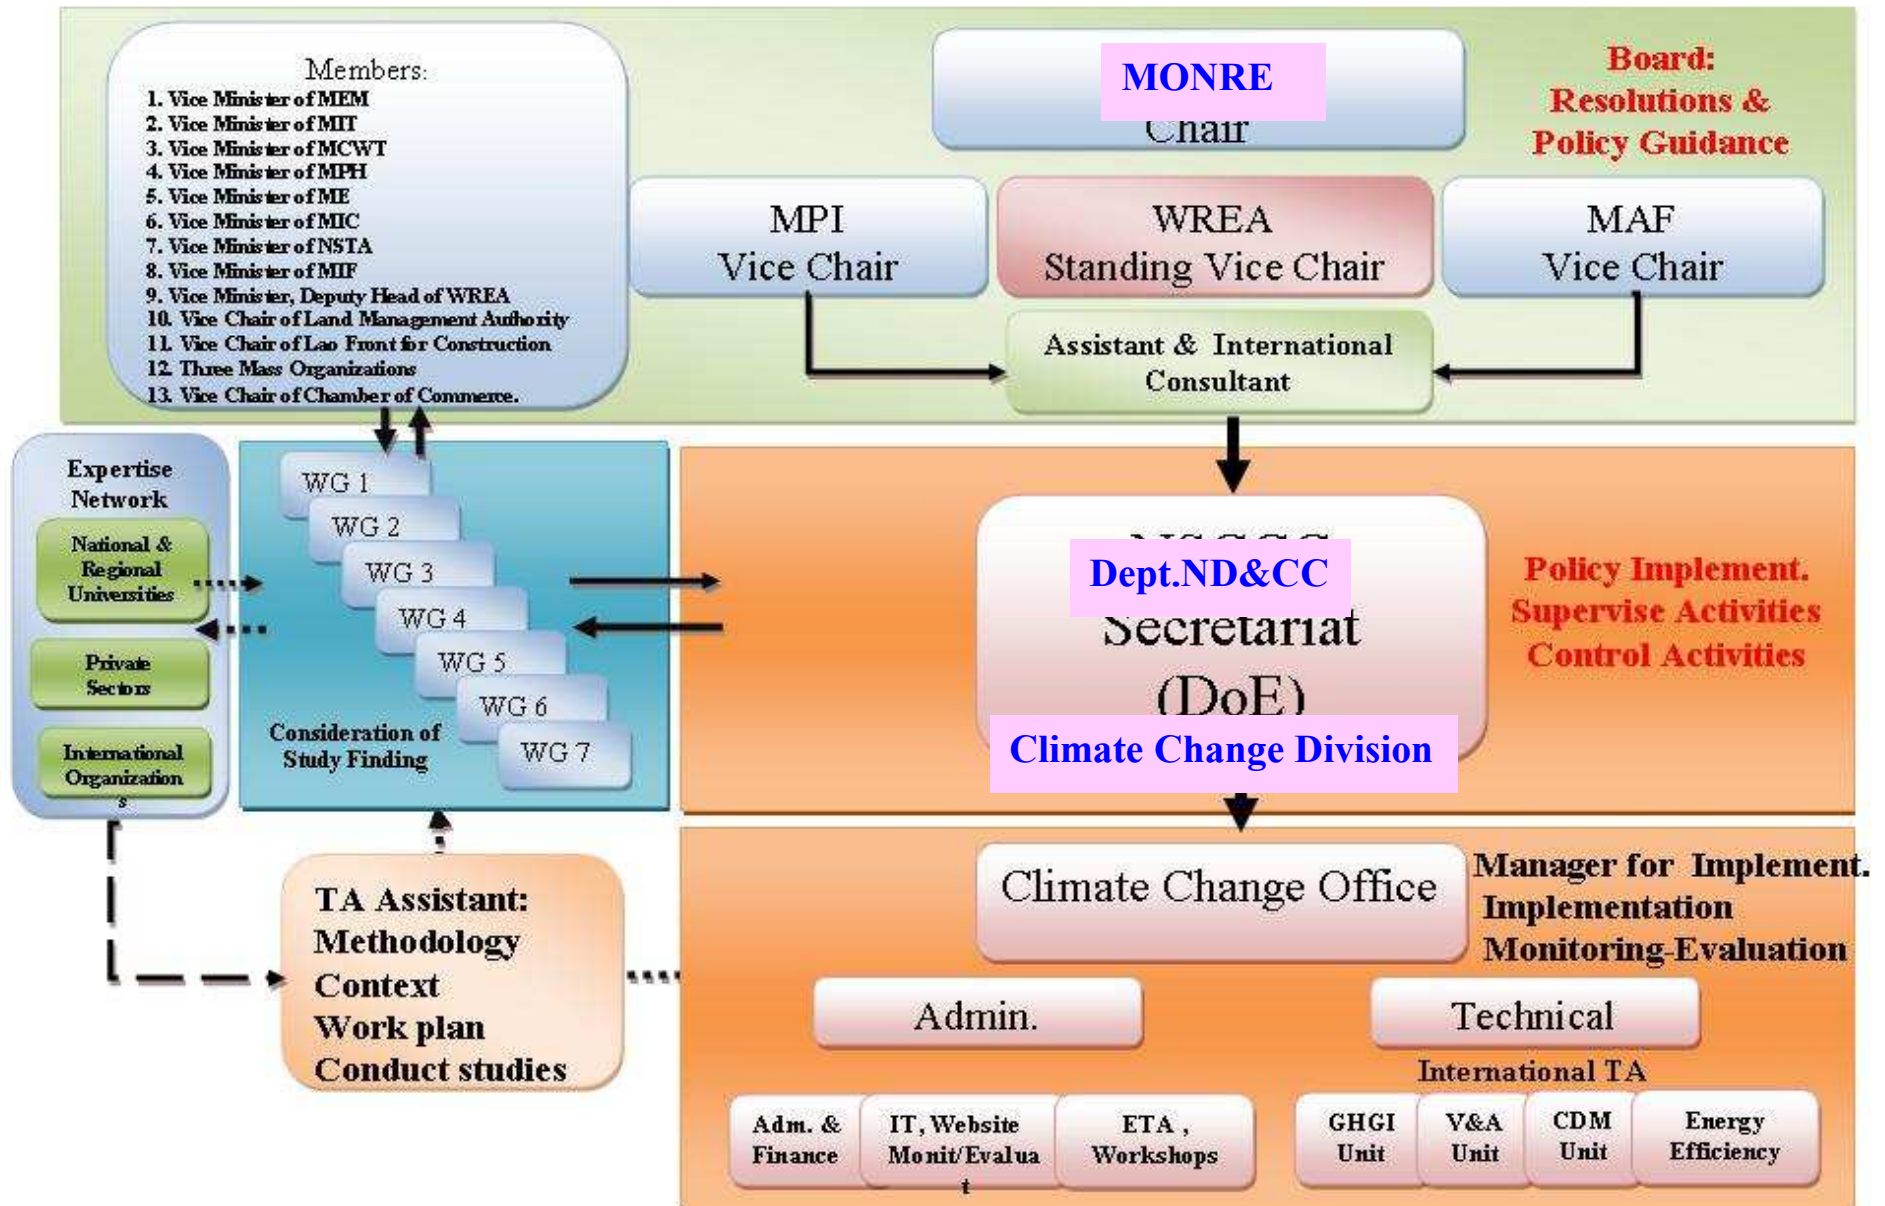 Members:
1. Vice Minister of MEM
2. Vice Minister of MIT
3. Vice Minister of MCWT
4. Vice Minister of MPH
5. Vice Minister of ME
6. Vice Minister of MIC
7. Vice Minister of NSTA
8. Vice Minister of MIF
9. Vice Minister, Deputy Head of WREA
10. Vice Chair of Land Management Authority
11. Vice Chair of Lao Front for Construction
12. Three Mass Organizations
13. Vice Chair of Chamber of Commerce.
MONRE
Chair
Board:
Resolutions &
Policy Guidance
MPI
Vice Chair
WREA
Standing Vice Chair
MAF
Vice Chair
Assistant & International
Consultant
Expertise
Network
National &
Regional
Universities
Private
Sectors
International
Organization
s
WG 1
WG 2
WG 3
WG 4
WG 5
WG 6
WG 7
Consideration of
Study Finding
Dept.ND&CC
Secretariat
(DoE)
Climate Change Division
Policy Implement.
Supervise Activities
Control Activities
TA Assistant:
Methodology
Context
Work plan
Conduct studies
Climate Change Office
Manager for Implement.
Implementation
Monitoring-Evaluation
Admin.
Technical
International TA
Adm. &
Finance
IT, Website
Monit/Evalua
t
ETA ,
Workshops
GHGI
Unit
V&A
Unit
CDM
Unit
Energy
Efficiency